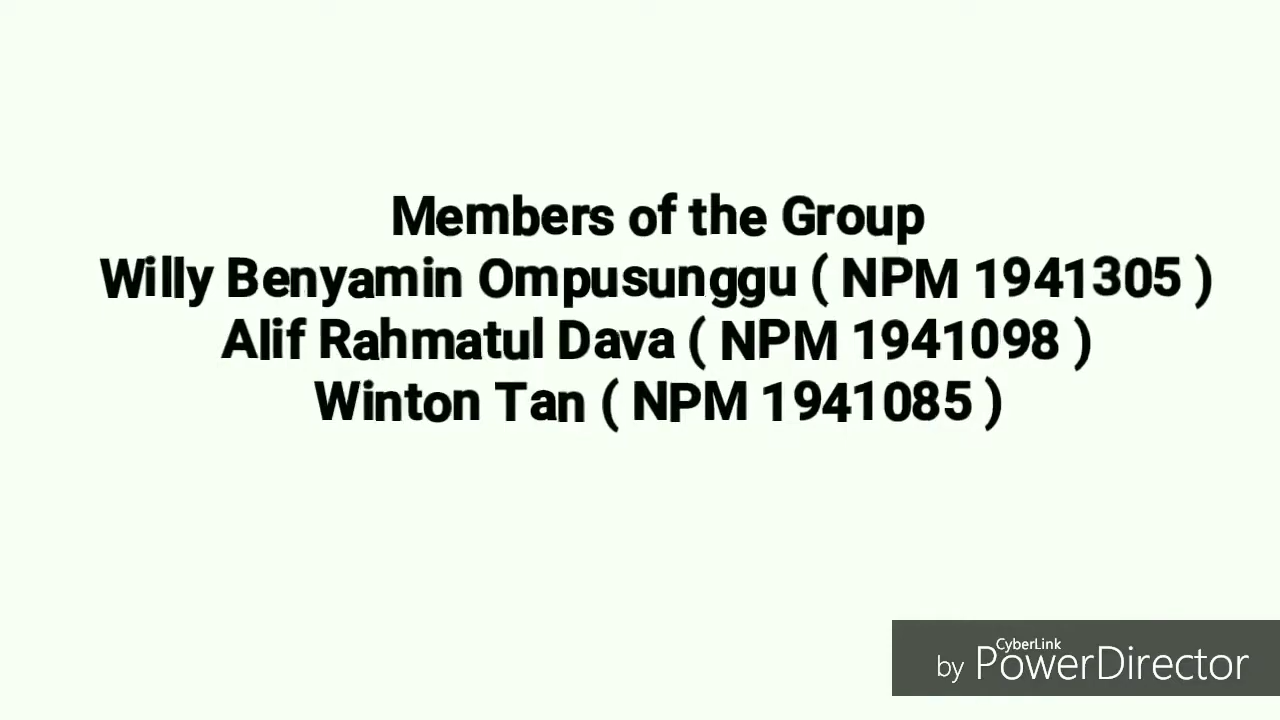 Members of the Group
Willy Benyamin Ompusunggu ( NPM 1941305 )
Alif Rahmatul Dava ( NPM 1941098 )
Winton Tan ( NPM 1941085 )
CyberLink
by PowerDirector